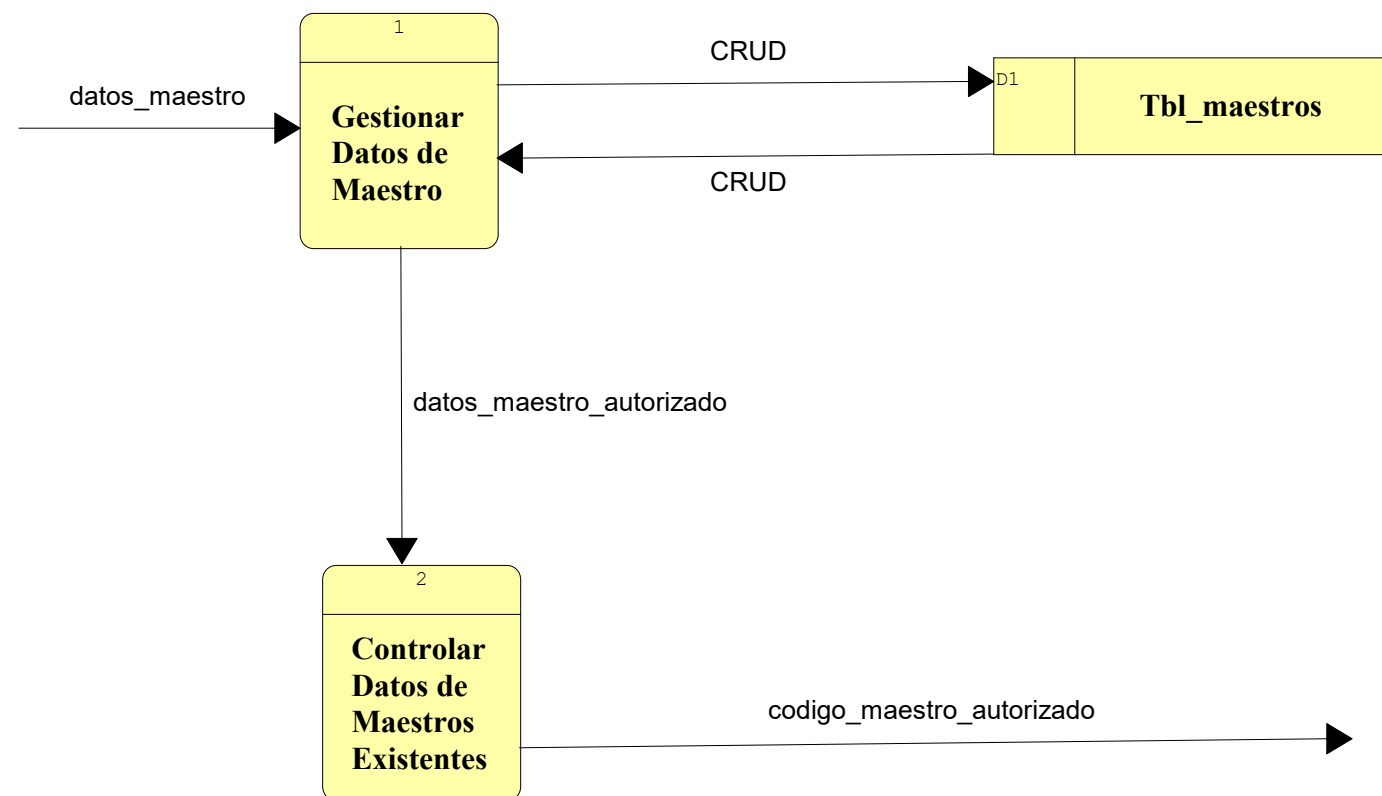 1
CRUD
datos_maestro
D1
Tbl_maestros
Gestionar
Datos de
Maestro
CRUD
datos_maestro_autorizado
2
Controlar
Datos de
Maestros
Existentes
codigo_maestro_autorizado